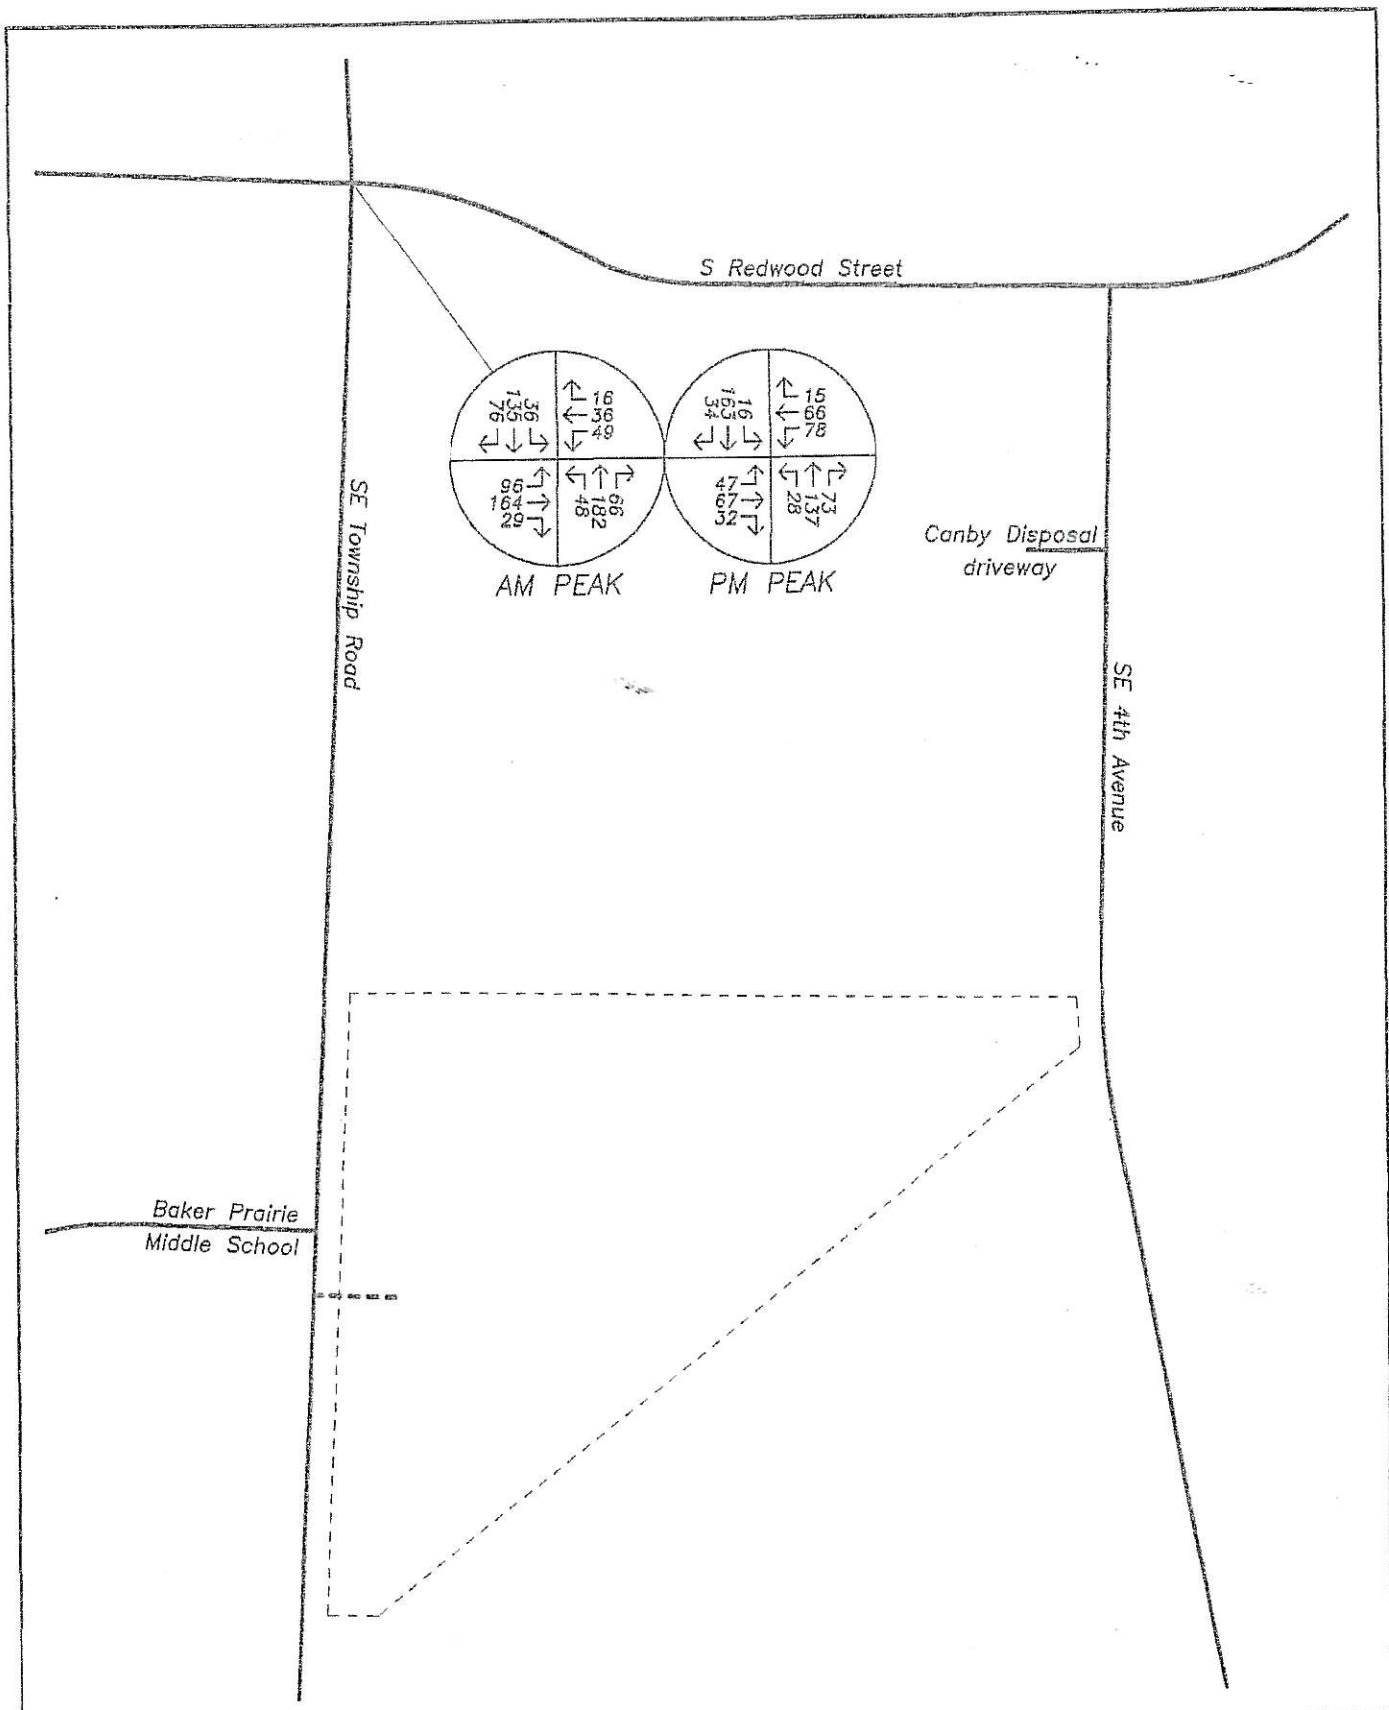 S Redwood Street
76
135
36
16
36
49
96
164
29
48
182
66
AM PEAK
34
163
16
15
66
78
47
67
32
28
137
73
PM PEAK
SE Township Road
Canby Disposal
driveway
SE 4th Avenue
Baker Prairie
Middle School